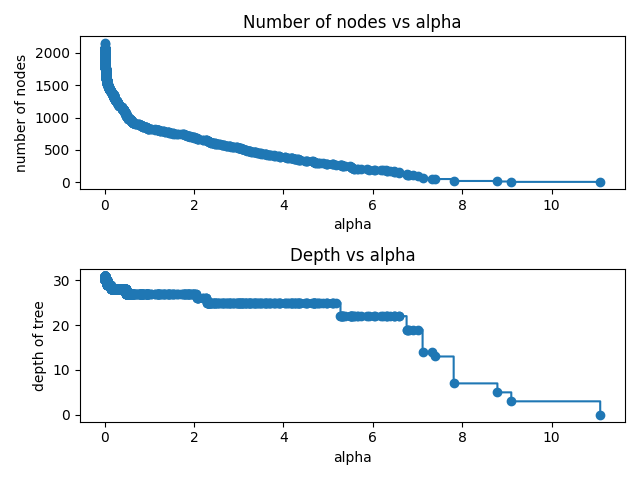 Number of nodes vs alpha
number of nodes
2000
1500
1000
500
0
0 2 4 6 8 10
alpha
Depth vs alpha
depth of tree
30
20
10
0
0 2 4 6 8 10
alpha